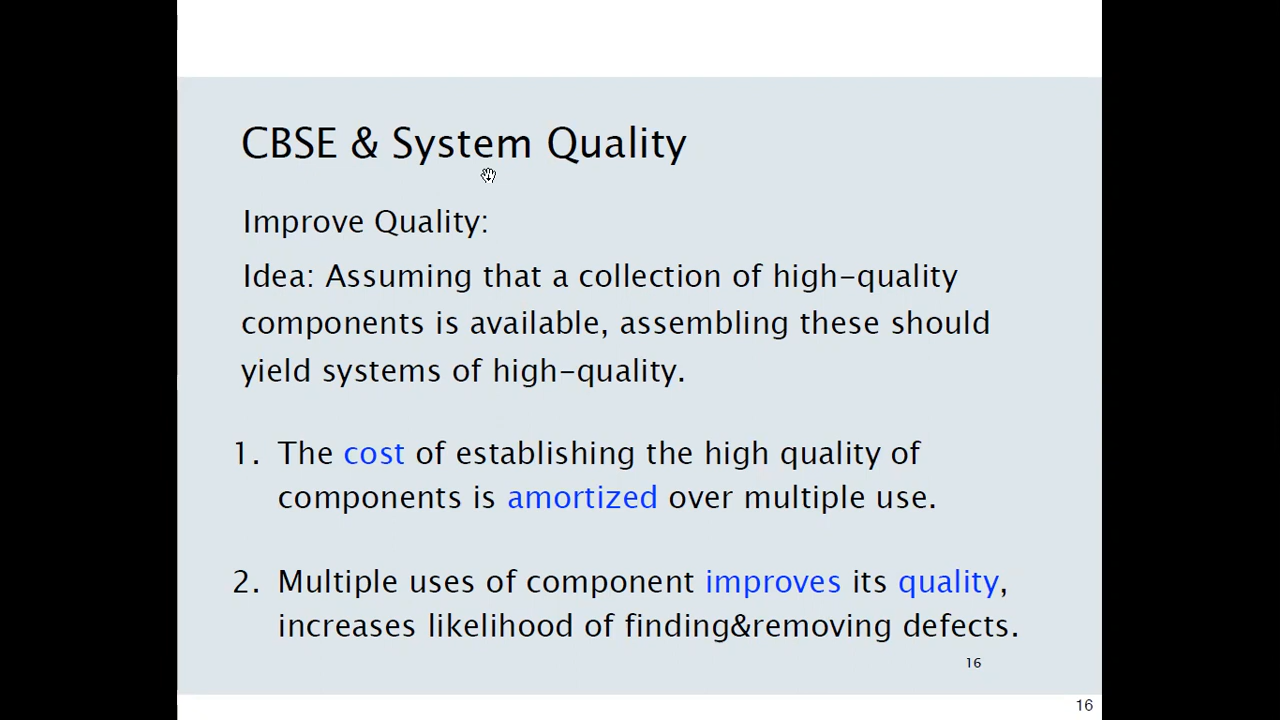 CBSE & System Quality
Improve Quality:
Idea: Assuming that a collection of high-quality
components is available, assembling these should
yield systems of high-quality.
1. The cost of establishing the high quality of
components is amortized over multiple use.
2. Multiple uses of component improves its quality,
increases likelihood of finding&removing defects.
16
16